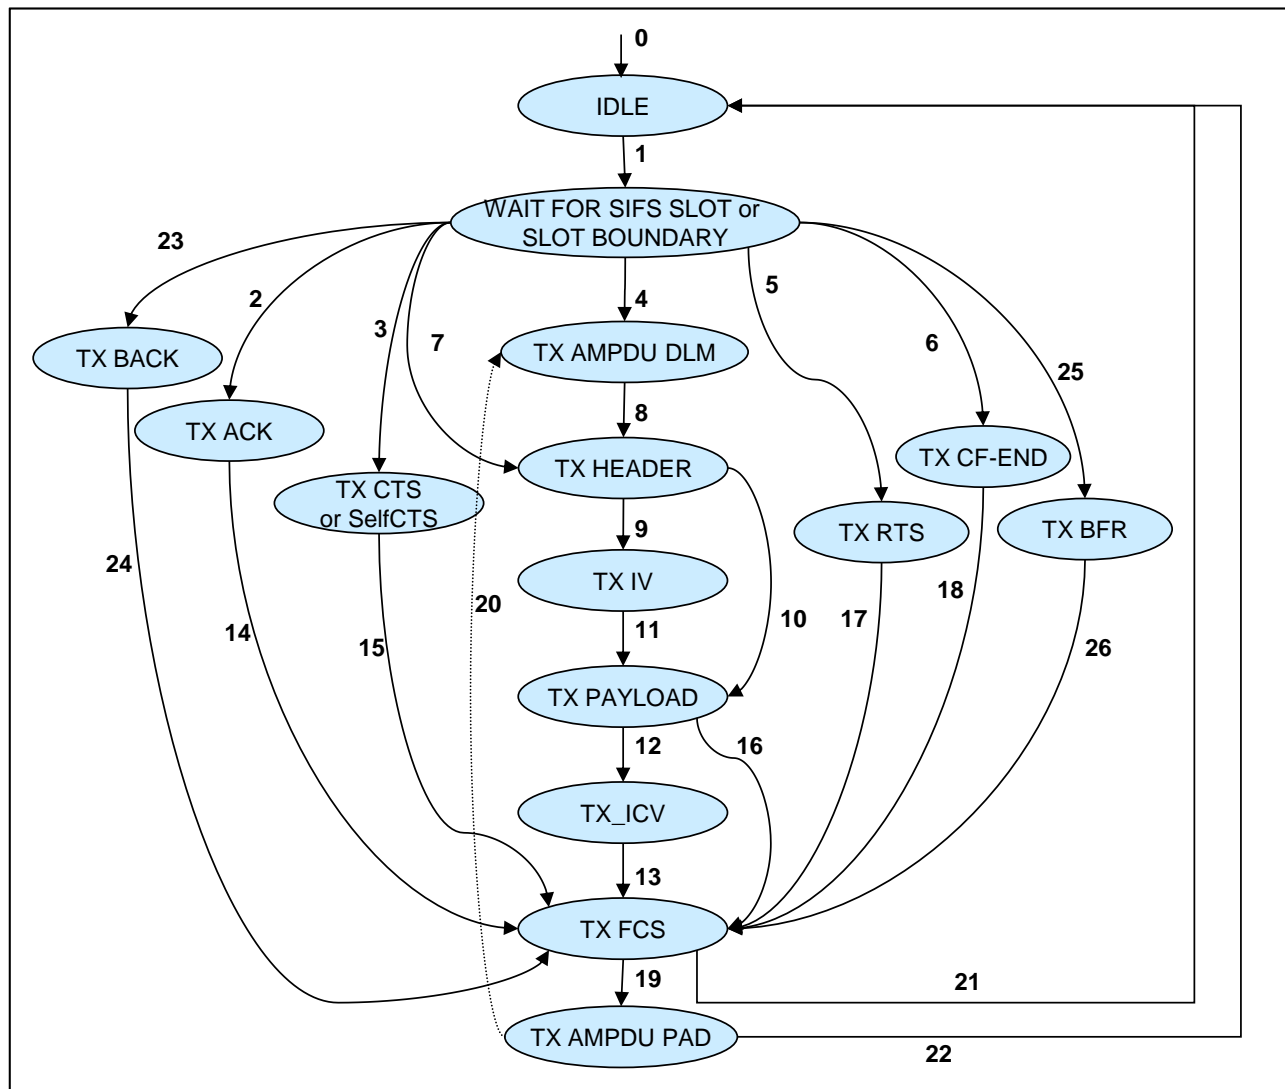 0
IDLE
1
WAIT FOR SIFS SLOT or
SLOT BOUNDARY
23
2
3
7
4
5
6
25
TX BACK
TX AMPDU DLM
8
TX ACK
TX HEADER
TX CF-END
TX CTS
or SelfCTS
TX RTS
TX BFR
9
24
TX IV
20
18
14
15
11
10
17
26
TX PAYLOAD
12
16
TX_ICV
13
TX FCS
19
21
TX AMPDU PAD
22